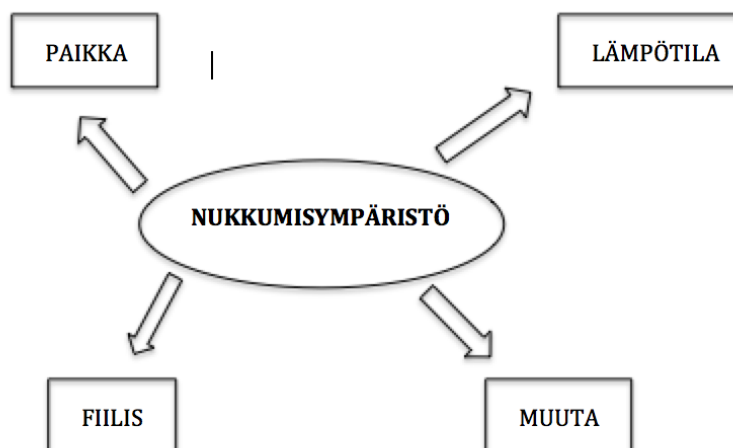 PAIKKA
LÄMPÖTILA
NUKKUMISYMPÄRISTÖ
FIILIS
MUUTA